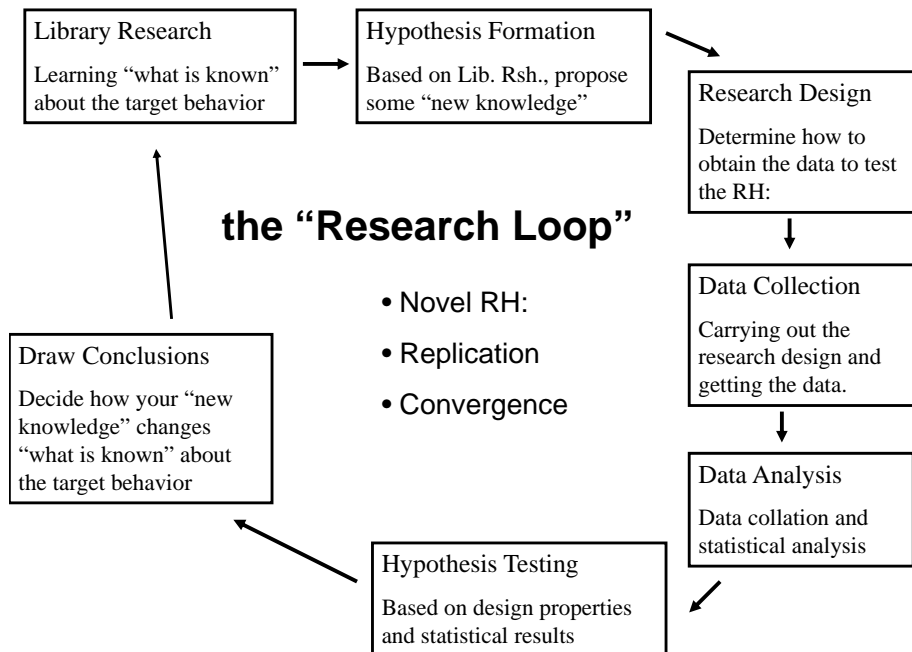 Library Research
Learning “what is known”
about the target behavior
Hypothesis Formation
Based on Lib. Rsh., propose
some “new knowledge”
Research Design
Determine how to
obtain the data to test
the RH:
the “Research Loop”
• Novel RH:
• Replication
• Convergence
Data Collection
Carrying out the
research design and
getting the data.
Draw Conclusions
Decide how your “new
knowledge” changes
“what is known” about
the target behavior
Data Analysis
Data collation and
statistical analysis
Hypothesis Testing
Based on design properties
and statistical results